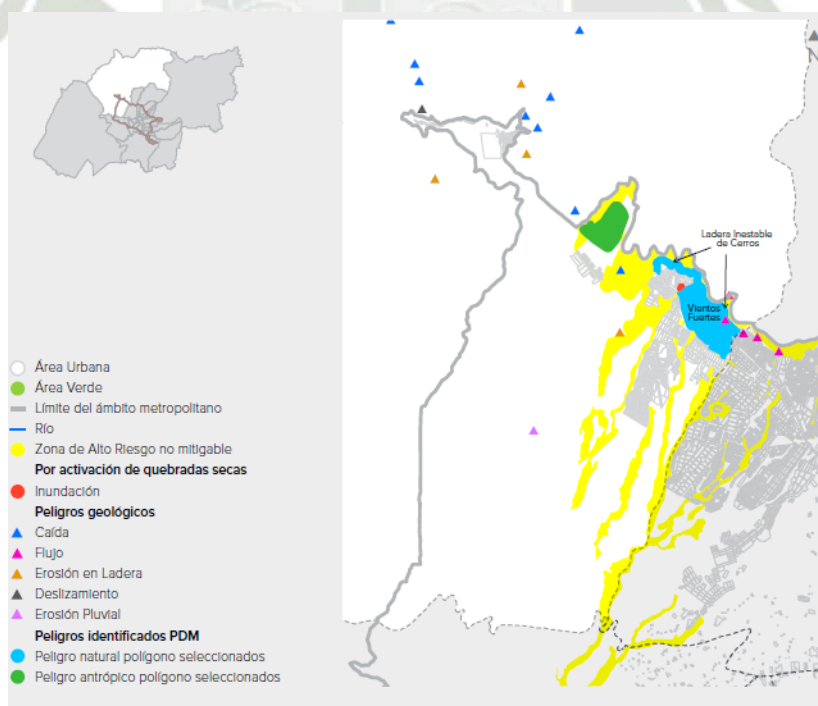 N
Ladera Inestable
de Cerros
Vientos
Fuertes
Área Urbana
Área Verde
Límite del ámbito metropolitano
Río
Zona de Alto Riesgo no mitigable
Por activación de quebradas secas
Inundación
Peligros geológicos
Caída
Flujo
Erosión en Ladera
Deslizamiento
Erosión Pluvial
Peligros identificados PDM
Peligro natural polígono seleccionados
Peligro antrópico polígono seleccionados